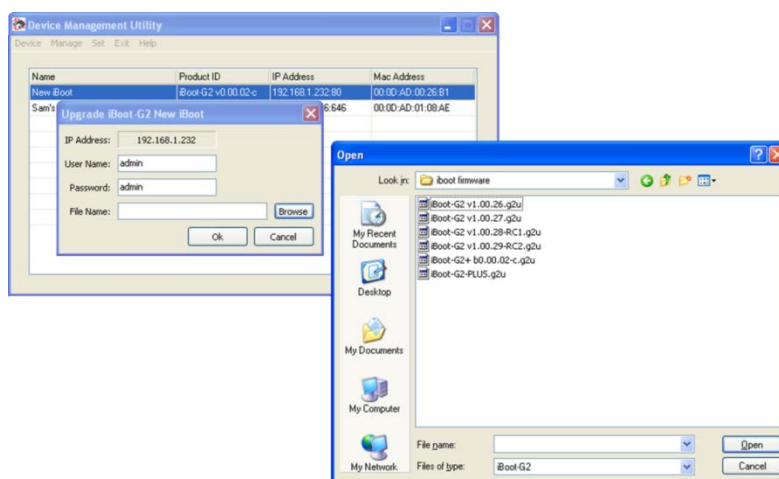 Device Management Utility
Device Manage Set Exit Help
Name Product ID IP Address Mac Address
New iBoot iBoot-G2 v0.00.02-c 192.168.1.232:80 00:0D:AD:00:26:B1
Sam's 6:646 00:0D:AD:01:08:AE
Upgrade iBoot-G2 New iBoot
IP Address: 192.168.1.232
User Name: admin
Password: admin
File Name: Browse
Ok Cancel
Open
Look in: iboot firmware
My Recent Documents
Desktop
My Documents
My Computer
My Network
iBoot-G2 v1.00.26.g2u
iBoot-G2 v1.00.27.g2u
iBoot-G2 v1.00.28-RC1.g2u
iBoot-G2 v1.00.29-RC2.g2u
iBoot-G2+ b0.00.02-c.g2u
iBoot-G2-PLUS.g2u
File name: Open
Files of type: iBoot-G2 Cancel